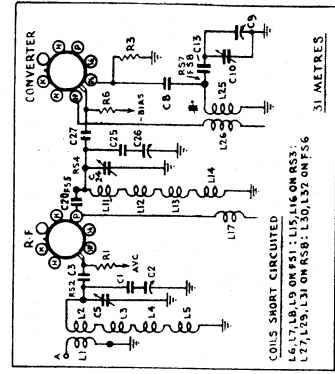 R·F
CONVERTER
H
H
P
H
H
P
A
L1
L2
L3
L4
L5
C5
RS2
C3
C1
C2
R1
AVC
C20
FS5
RS4
C27
C24
L11
L12
L13
L14
L17
C25
C26
R6
-BIAS
R3
C8
RS7
FS8
C13
C9
C10
L25
L26
COILS SHORT CIRCUITED
L6,L7,L8,L9 ON FS1: L15,L16 ON RS3:
L27,L29,L31 ON RS8: L30,L32 ON FS6
31 METRES